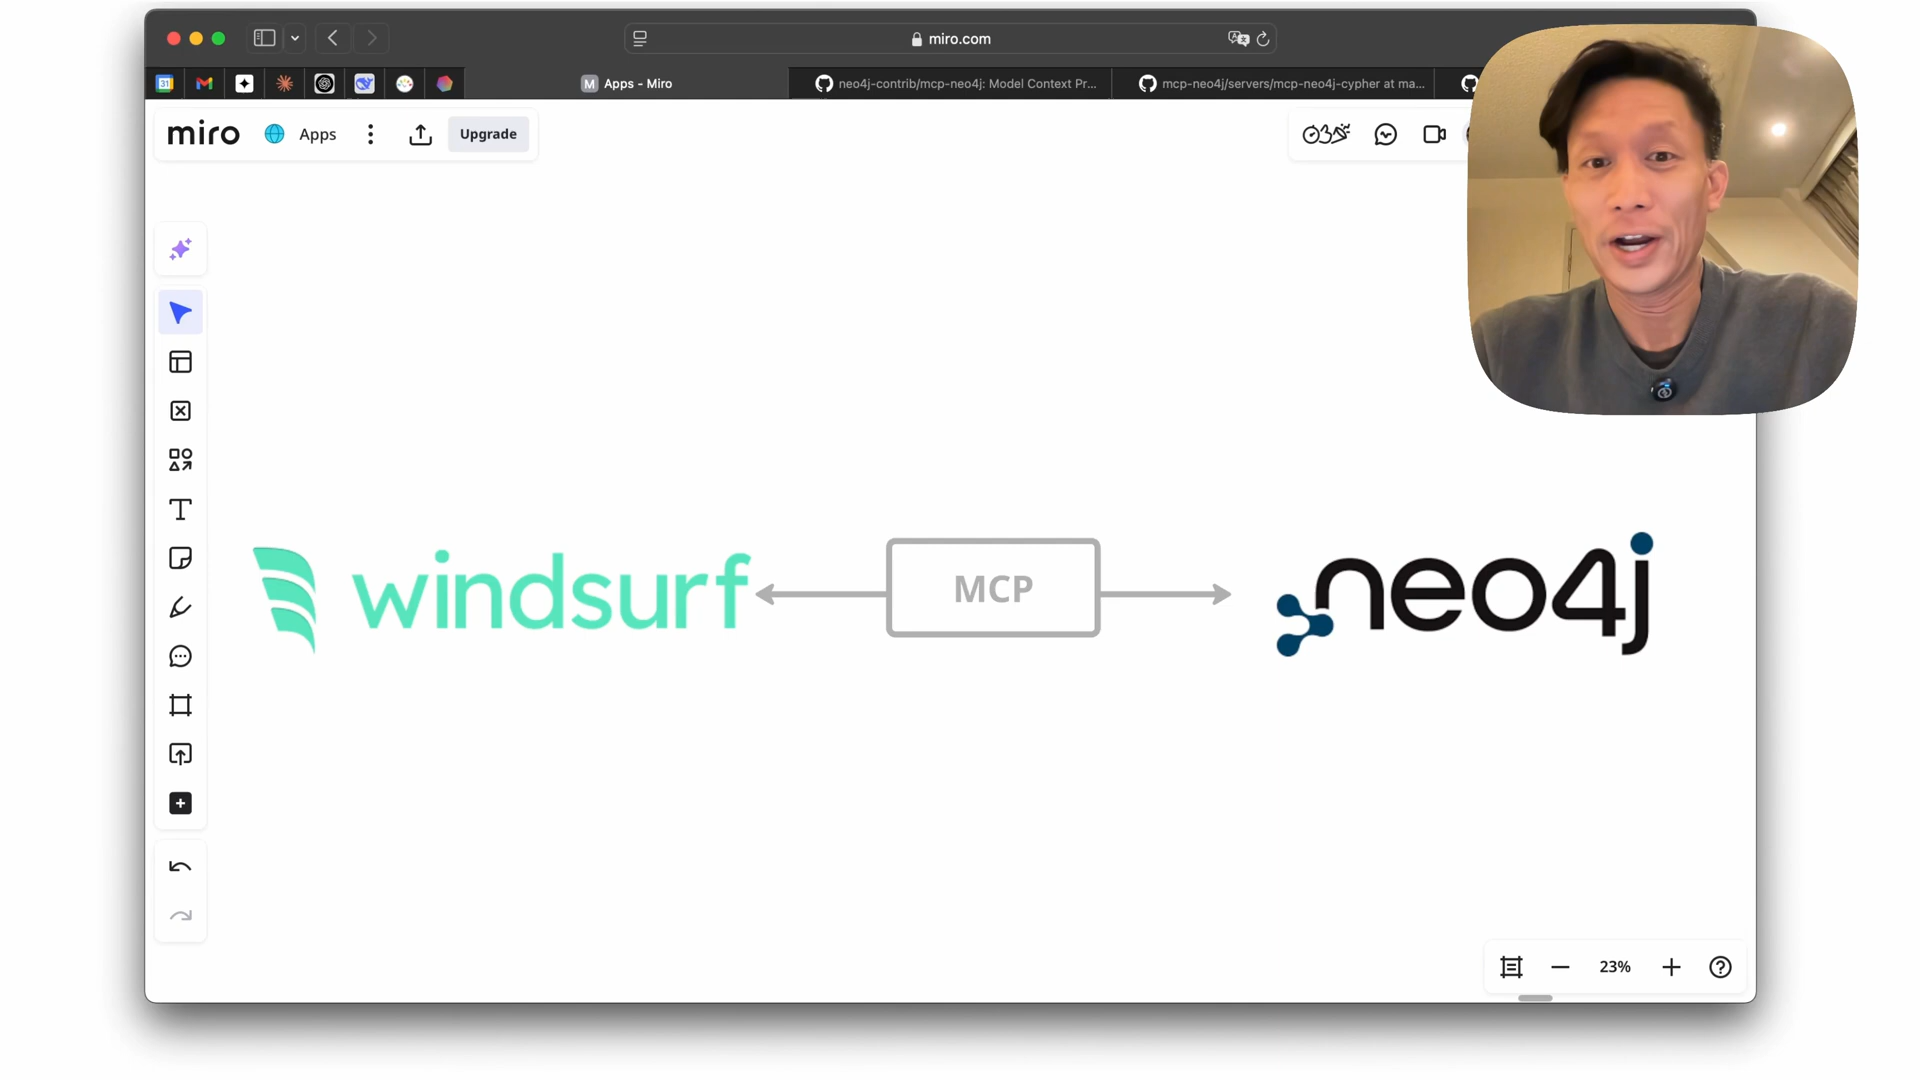 miro.com
31
M Apps - Miro
neo4j-contrib/mcp-neo4j: Model Context Pr...
mcp-neo4j/servers/mcp-neo4j-cypher at ma...
miro
Apps
Upgrade
windsurf
MCP
neo4j
23%